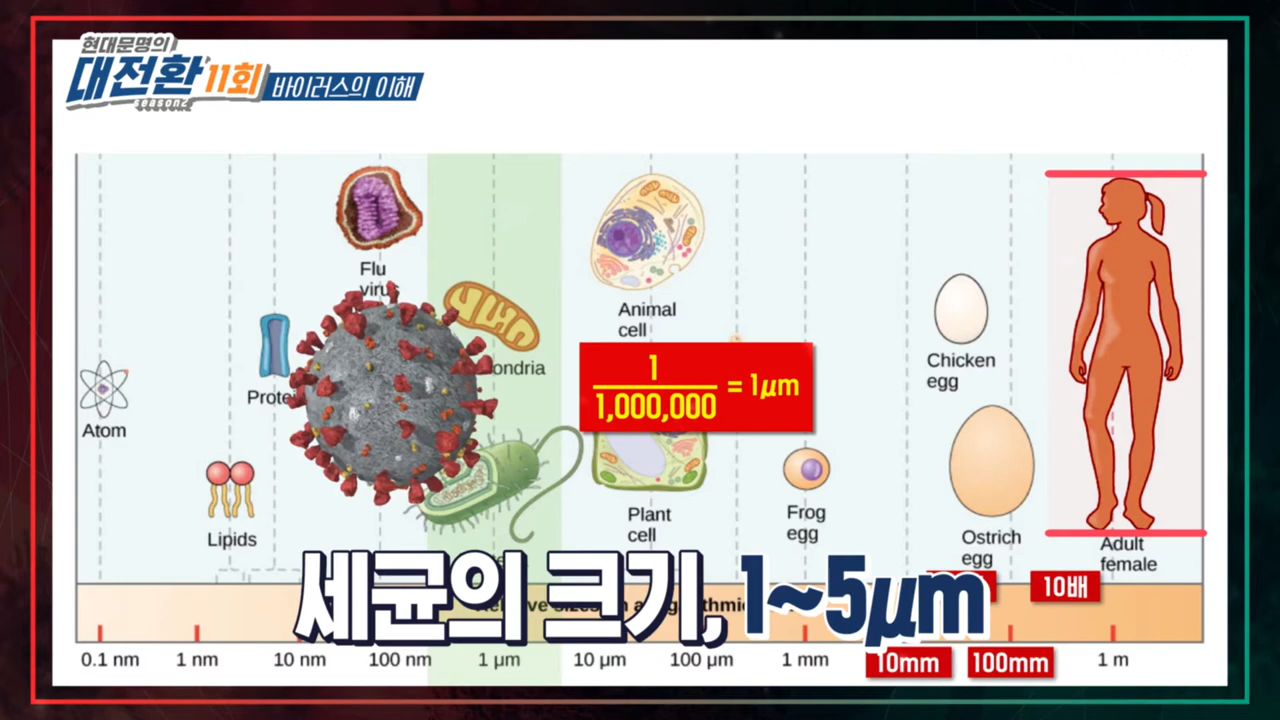 현대문명의
대전환 11회 바이러스의 이해
season2
Flu
virus
Animal
cell
ondria
Chicken
egg
1
1,000,000
= 1μm
Protei
Atom
Frog
egg
Plant
cell
Lipids
Ostrich
egg
Adult
female
10배
세균의 크기, 1~5μm
0.1 nm 1 nm 10 nm 100 nm 1 μm 10 μm 100 μm 1 mm 10mm 100mm 1 m